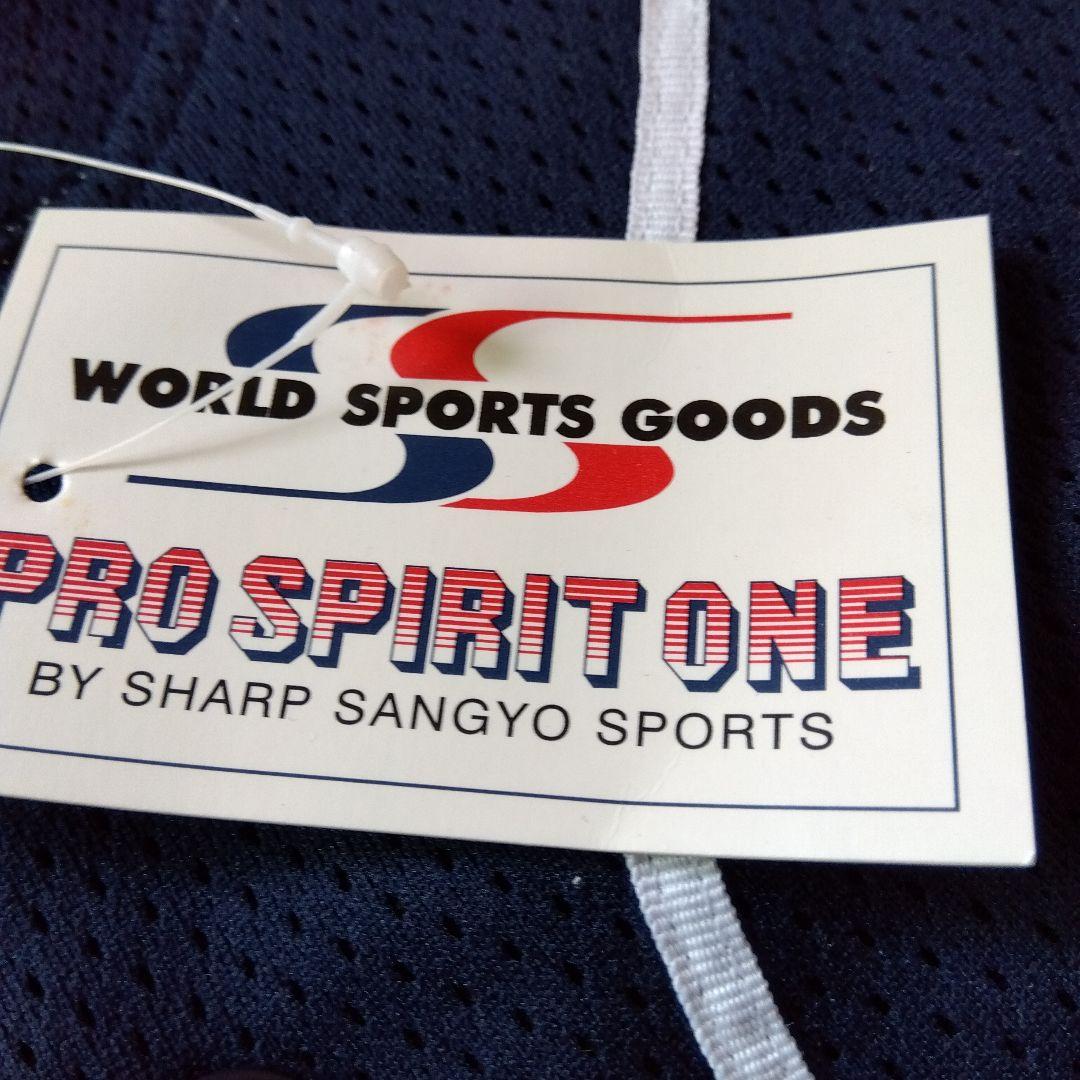 WORLD SPORTS GOODS
PRO SPIRIT ONE
BY SHARP SANGYO SPORTS